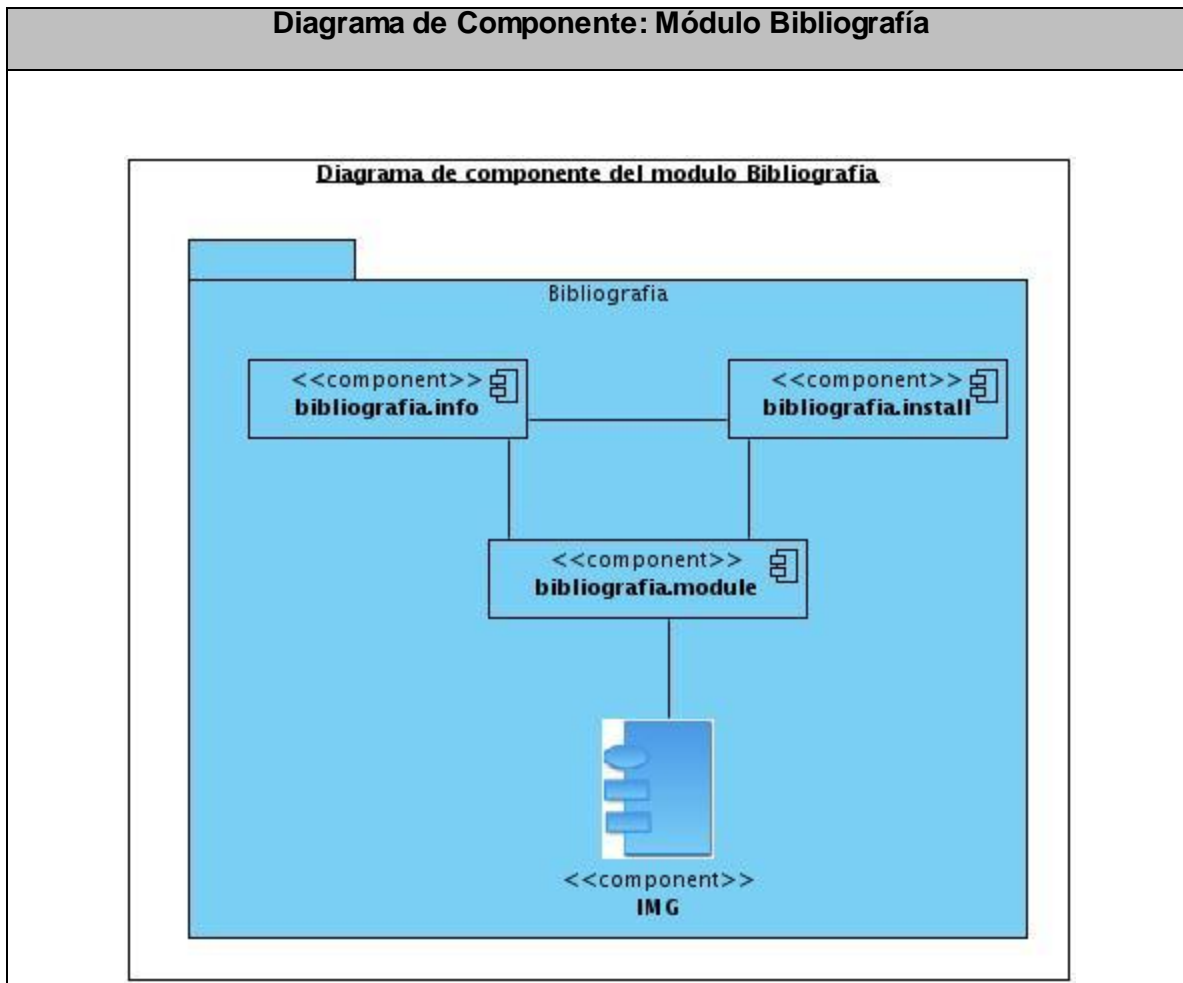 Diagrama de Componente: Módulo Bibliografía
Diagrama de componente del modulo Bibliografia
Bibliografia
<<component>>
bibliografia.info
<<component>>
bibliografia.install
<<component>>
bibliografia.module
<<component>>
IMG